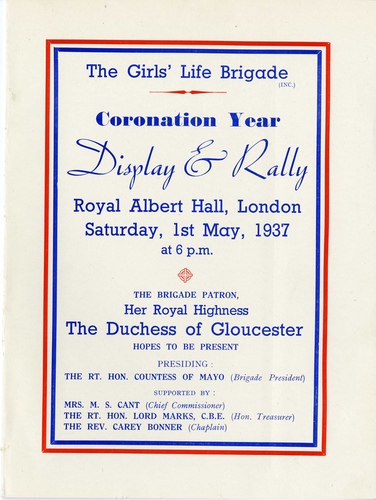 The Girls' Life Brigade
(INC.)
Coronation Year
Display & Rally
Royal Albert Hall, London
Saturday, 1st May, 1937
at 6 p.m.
THE BRIGADE PATRON,
Her Royal Highness
The Duchess of Gloucester
HOPES TO BE PRESENT
PRESIDING :
THE RT. HON. COUNTESS OF MAYO (Brigade President)
SUPPORTED BY :
MRS. M. S. CANT (Chief Commissioner)
THE RT. HON. LORD MARKS, C.B.E. (Hon. Treasurer)
THE REV. CAREY BONNER (Chaplain)